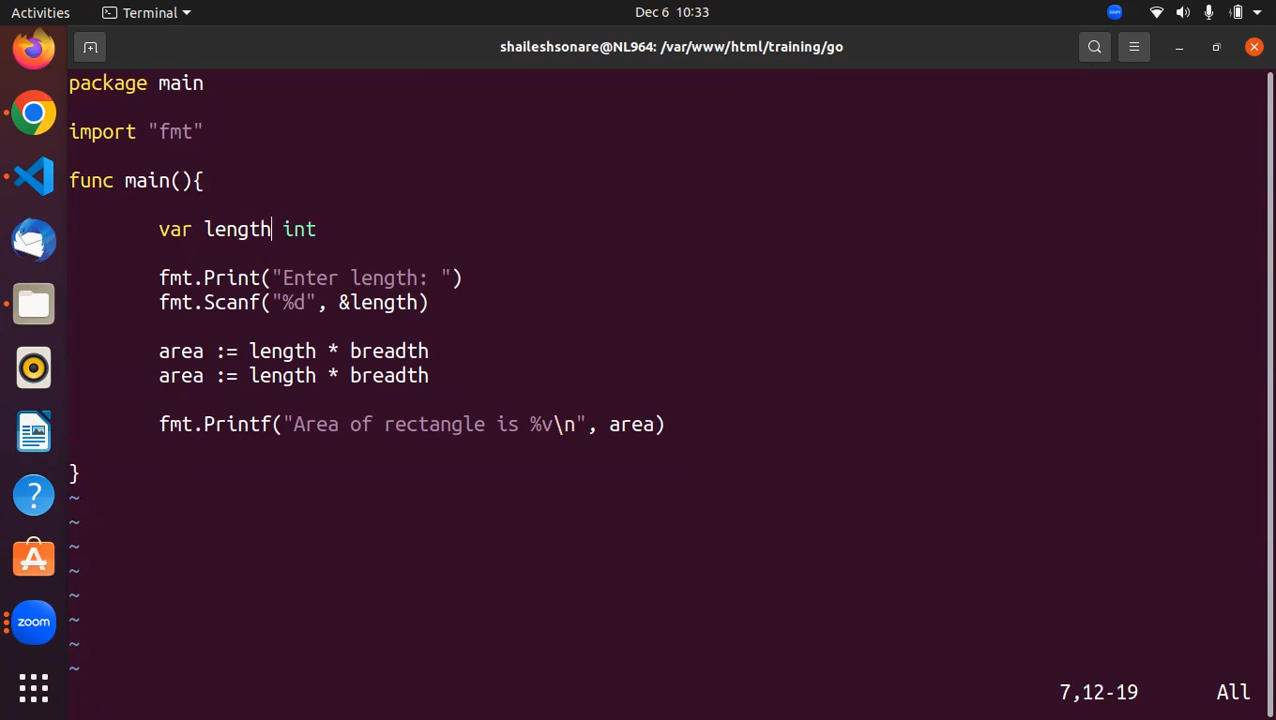 Activities
Terminal
Dec 6 10:33
zoom
shaileshsonare@NL964: /var/www/html/training/go
package main
import "fmt"
func main(){
var length int
fmt.Print("Enter length: ")
fmt.Scanf("%d", &length)
area := length * breadth
area := length * breadth
fmt.Printf("Area of rectangle is %v\n", area)
}
~
~
~
~
~
~
~
~
zoom
7,12-19
All